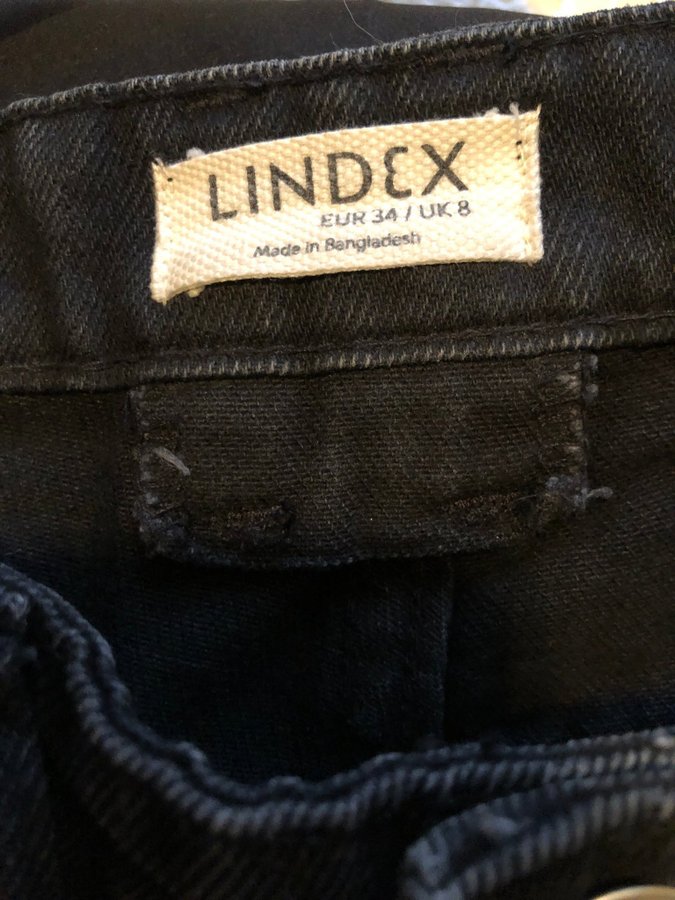 LINDEX
EUR 34 / UK 8
Made in Bangladesh